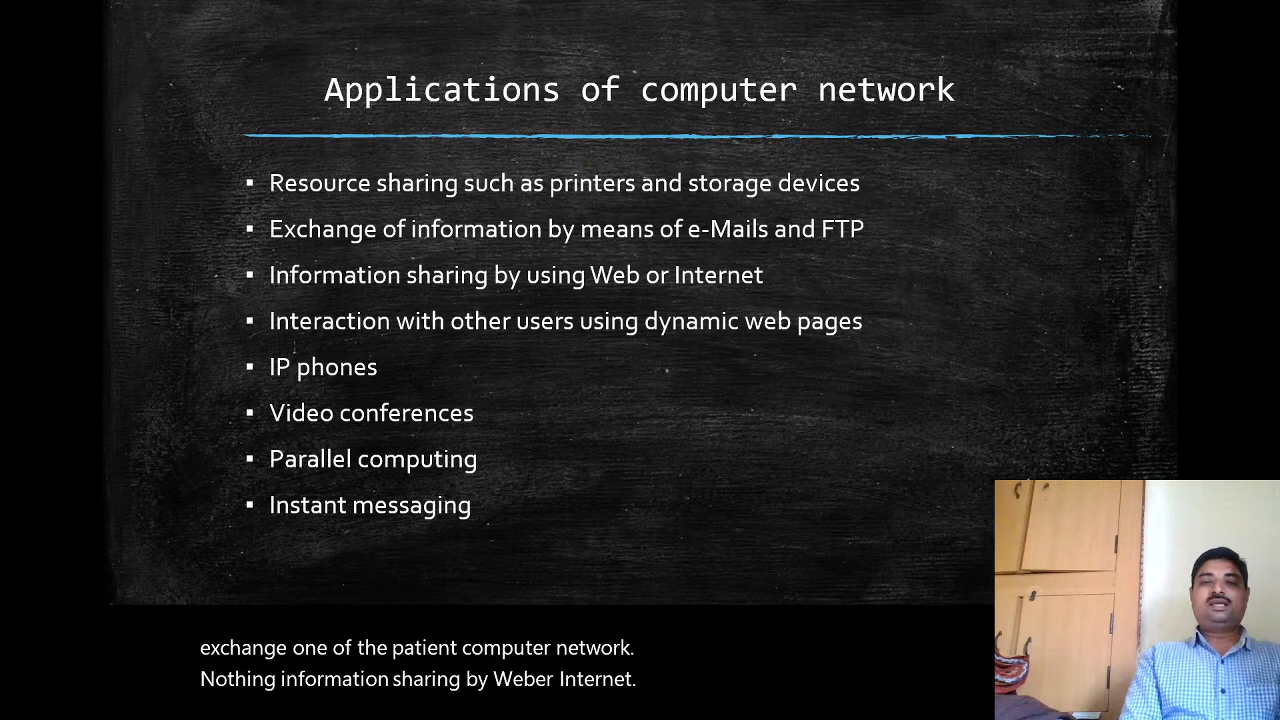 Applications of computer network
▪ Resource sharing such as printers and storage devices
▪ Exchange of information by means of e-Mails and FTP
▪ Information sharing by using Web or Internet
▪ Interaction with other users using dynamic web pages
▪ IP phones
▪ Video conferences
▪ Parallel computing
▪ Instant messaging
exchange one of the patient computer network.
Nothing information sharing by Weber Internet.